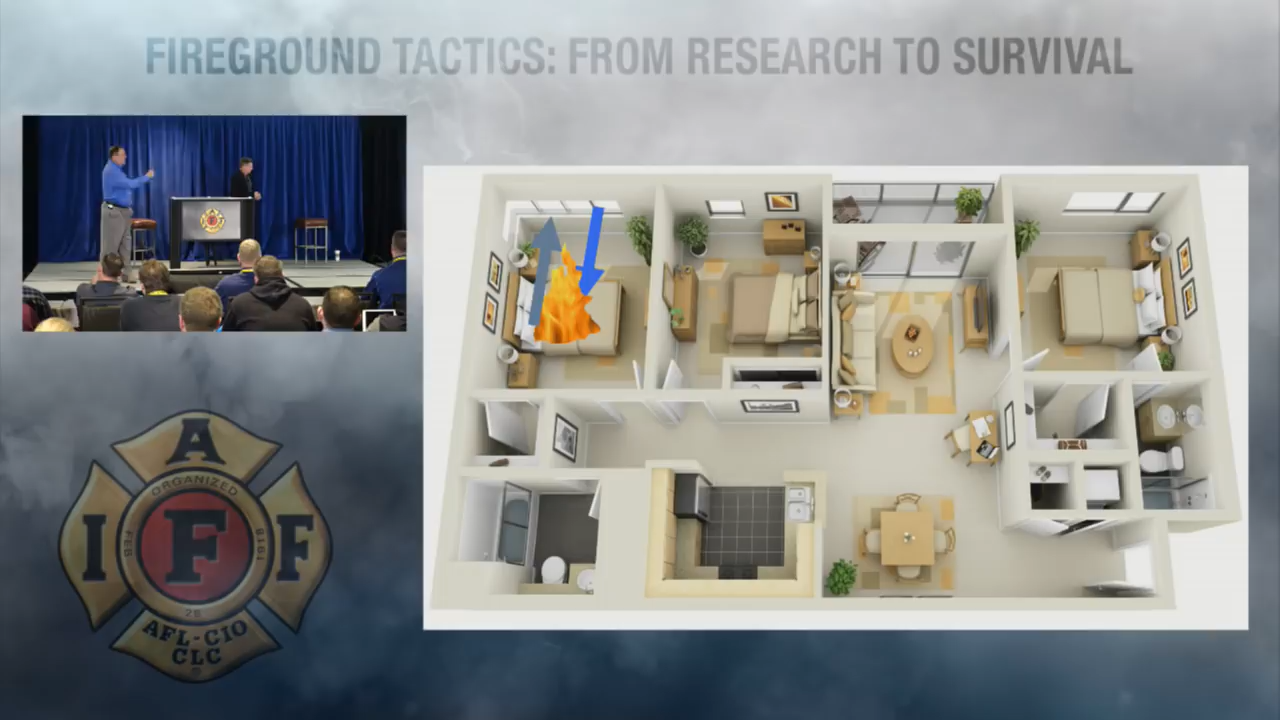 FIREGROUND TACTICS: FROM RESEARCH TO SURVIVAL
A
ORGANIZED
I F F
FEB 1918
28
AFL-CIO
CLC